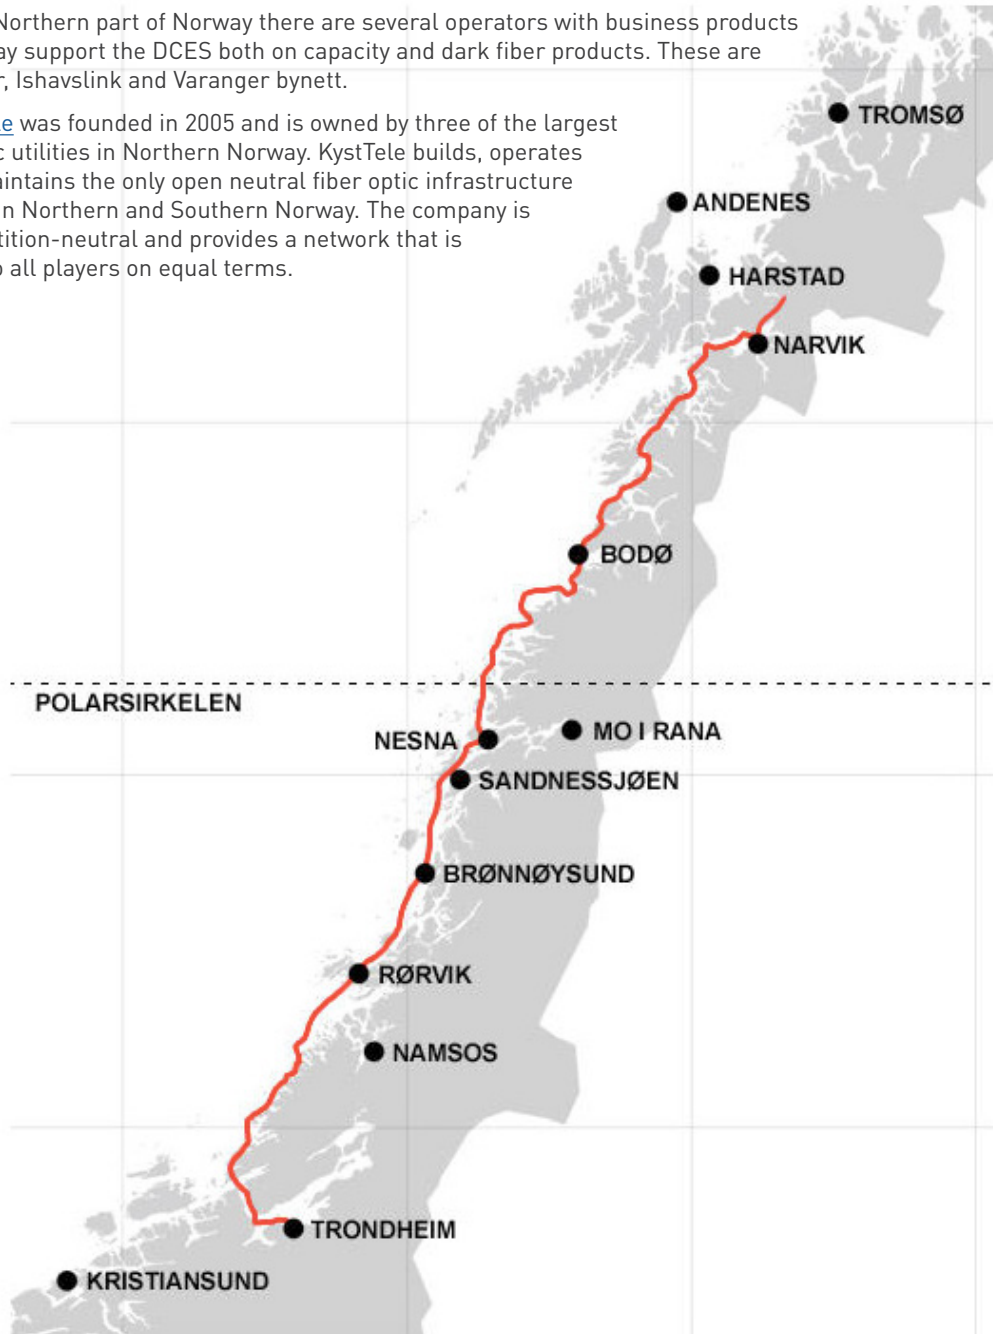 Northern part of Norway there are several operators with business products
ay support the DCES both on capacity and dark fiber products. These are
r, Ishavslink and Varanger bynett.
e was founded in 2005 and is owned by three of the largest
c utilities in Northern Norway. KystTele builds, operates
aintains the only open neutral fiber optic infrastructure
n Northern and Southern Norway. The company is
tition-neutral and provides a network that is
o all players on equal terms.
TROMSØ
ANDENES
HARSTAD
NARVIK
BODØ
POLARSIRKELEN
MO I RANA
NESNA
SANDNESSJØEN
BRØNNØYSUND
RØRVIK
NAMSOS
TRONDHEIM
KRISTIANSUND